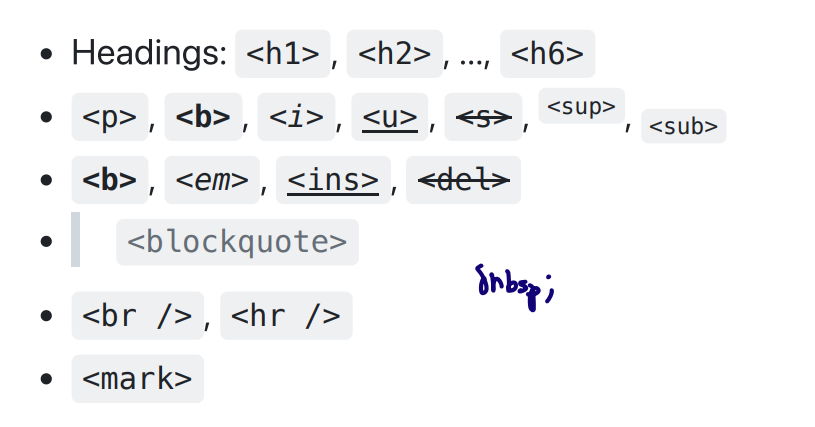 • Headings: <h1>, <h2>, ..., <h6>
• <p>, <b>, <i>, <u>, <s>, <sup>, <sub>
• <b>, <em>, <ins>, <del>
• <blockquote>
&nbsp;
• <br />, <hr />
• <mark>